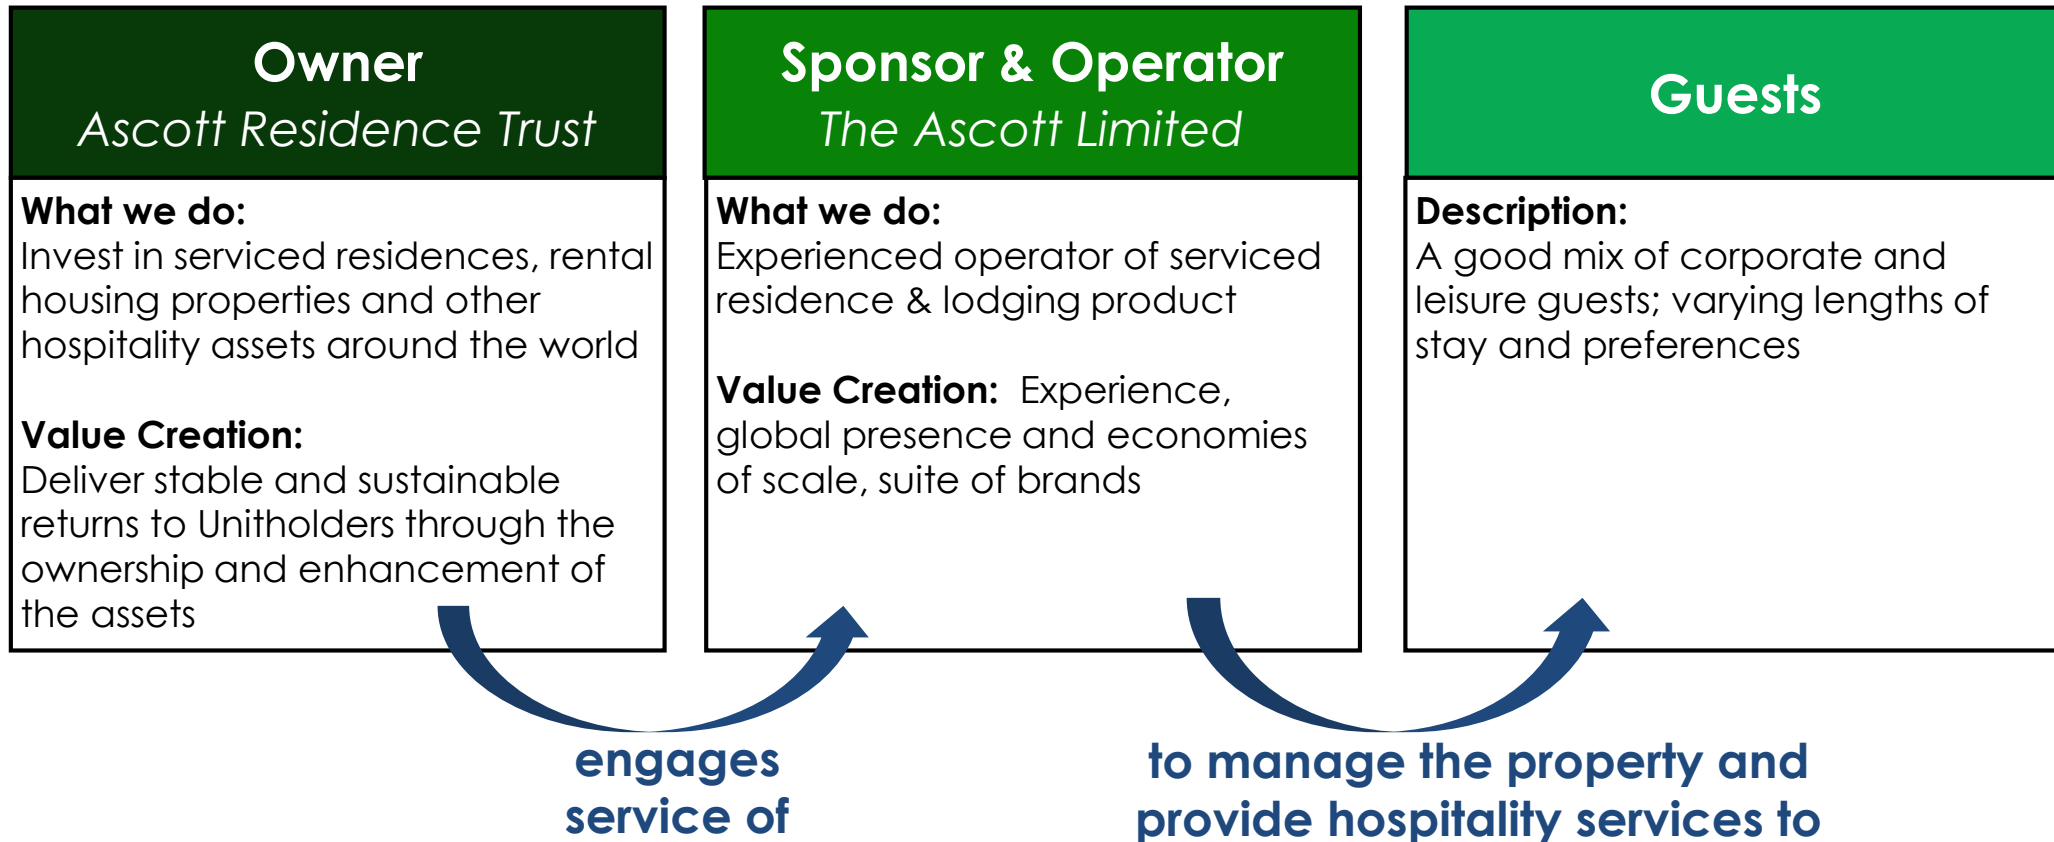 Owner
Ascott Residence Trust
What we do:
Invest in serviced residences, rental
housing properties and other
hospitality assets around the world
Value Creation:
Deliver stable and sustainable
returns to Unitholders through the
ownership and enhancement of
the assets
Sponsor & Operator
The Ascott Limited
What we do:
Experienced operator of serviced
residence & lodging product
Value Creation: Experience,
global presence and economies
of scale, suite of brands
Guests
Description:
A good mix of corporate and
leisure guests; varying lengths of
stay and preferences
engages
service of
to manage the property and
provide hospitality services to